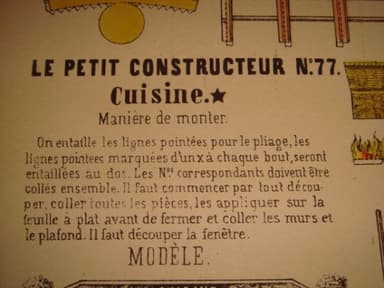 LE PETIT CONSTRUCTEUR No.77.
Cuisine.★
Manière de monter.
On entaille les lignes pointées pour le pliage, les
lignes pointées marquées d'un x à chaque bout, seront
entaillées au dos. Les Nos correspondants doivent être
collés ensemble. Il faut commencer par tout décou-
per, coller toutes les pièces, les appliquer sur la
feuille à plat avant de fermer et coller les murs et
le plafond. Il faut découper la fenêtre.
MODÈLE.